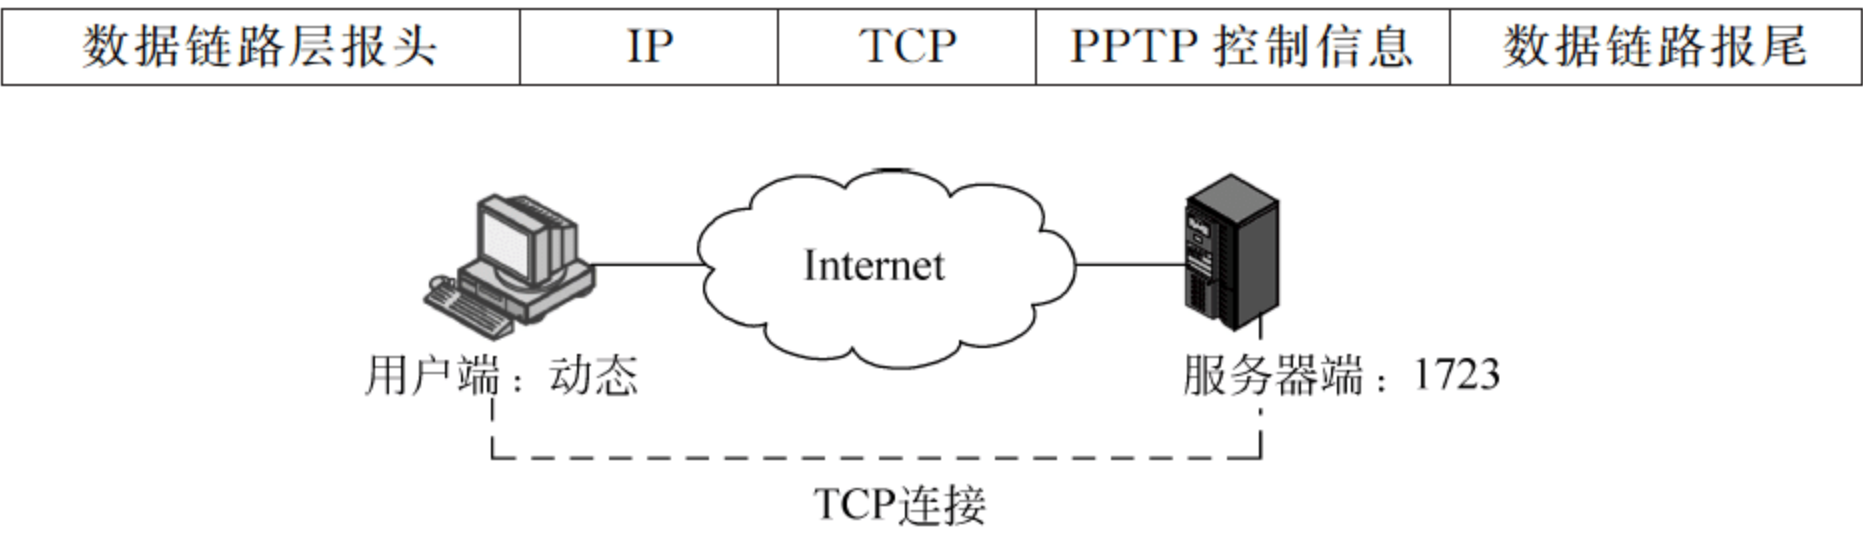 数据链路层报头 IP TCP PPTP 控制信息 数据链路报尾
Internet
用户端：动态 服务器端：1723
TCP连接